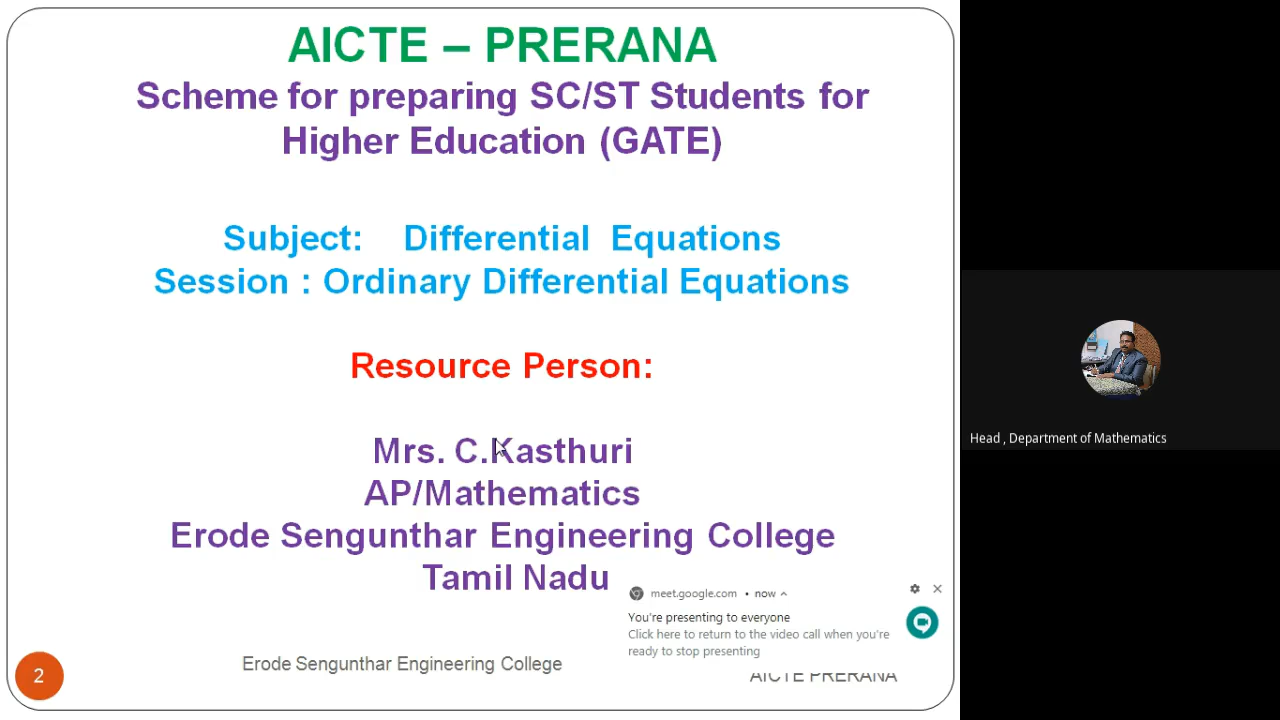 AICTE – PRERANA
Scheme for preparing SC/ST Students for
Higher Education (GATE)
Subject: Differential Equations
Session : Ordinary Differential Equations
Resource Person:
Mrs. C.Kasthuri
AP/Mathematics
Erode Sengunthar Engineering College
Tamil Nadu
meet.google.com • now
You're presenting to everyone
Click here to return to the video call when you're
ready to stop presenting
2
Erode Sengunthar Engineering College
AICTE PRERANA
Head , Department of Mathematics